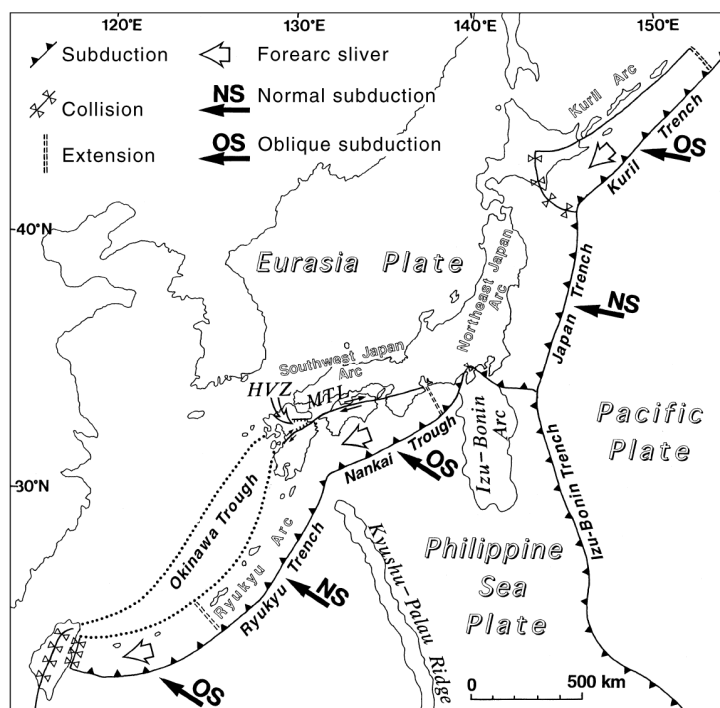 120°E
130°E
140°E
150°E
Subduction
Forearc sliver
Collision
NS
Normal subduction
Extension
OS
Oblique subduction
Kuril Arc
Kuril Trench
OS
40°N
Eurasia Plate
Northeast Japan
Arc
Japan Trench
NS
Southwest Japan
Arc
HVZ
MTL
Pacific
Plate
Izu-Bonin
Arc
Nankai Trough
OS
30°N
Izu-Bonin Trench
Okinawa Trough
Ryukyu Arc
Ryukyu Trench
NS
Kyushu-Palau Ridge
Philippine
Sea
Plate
OS
0
500 km